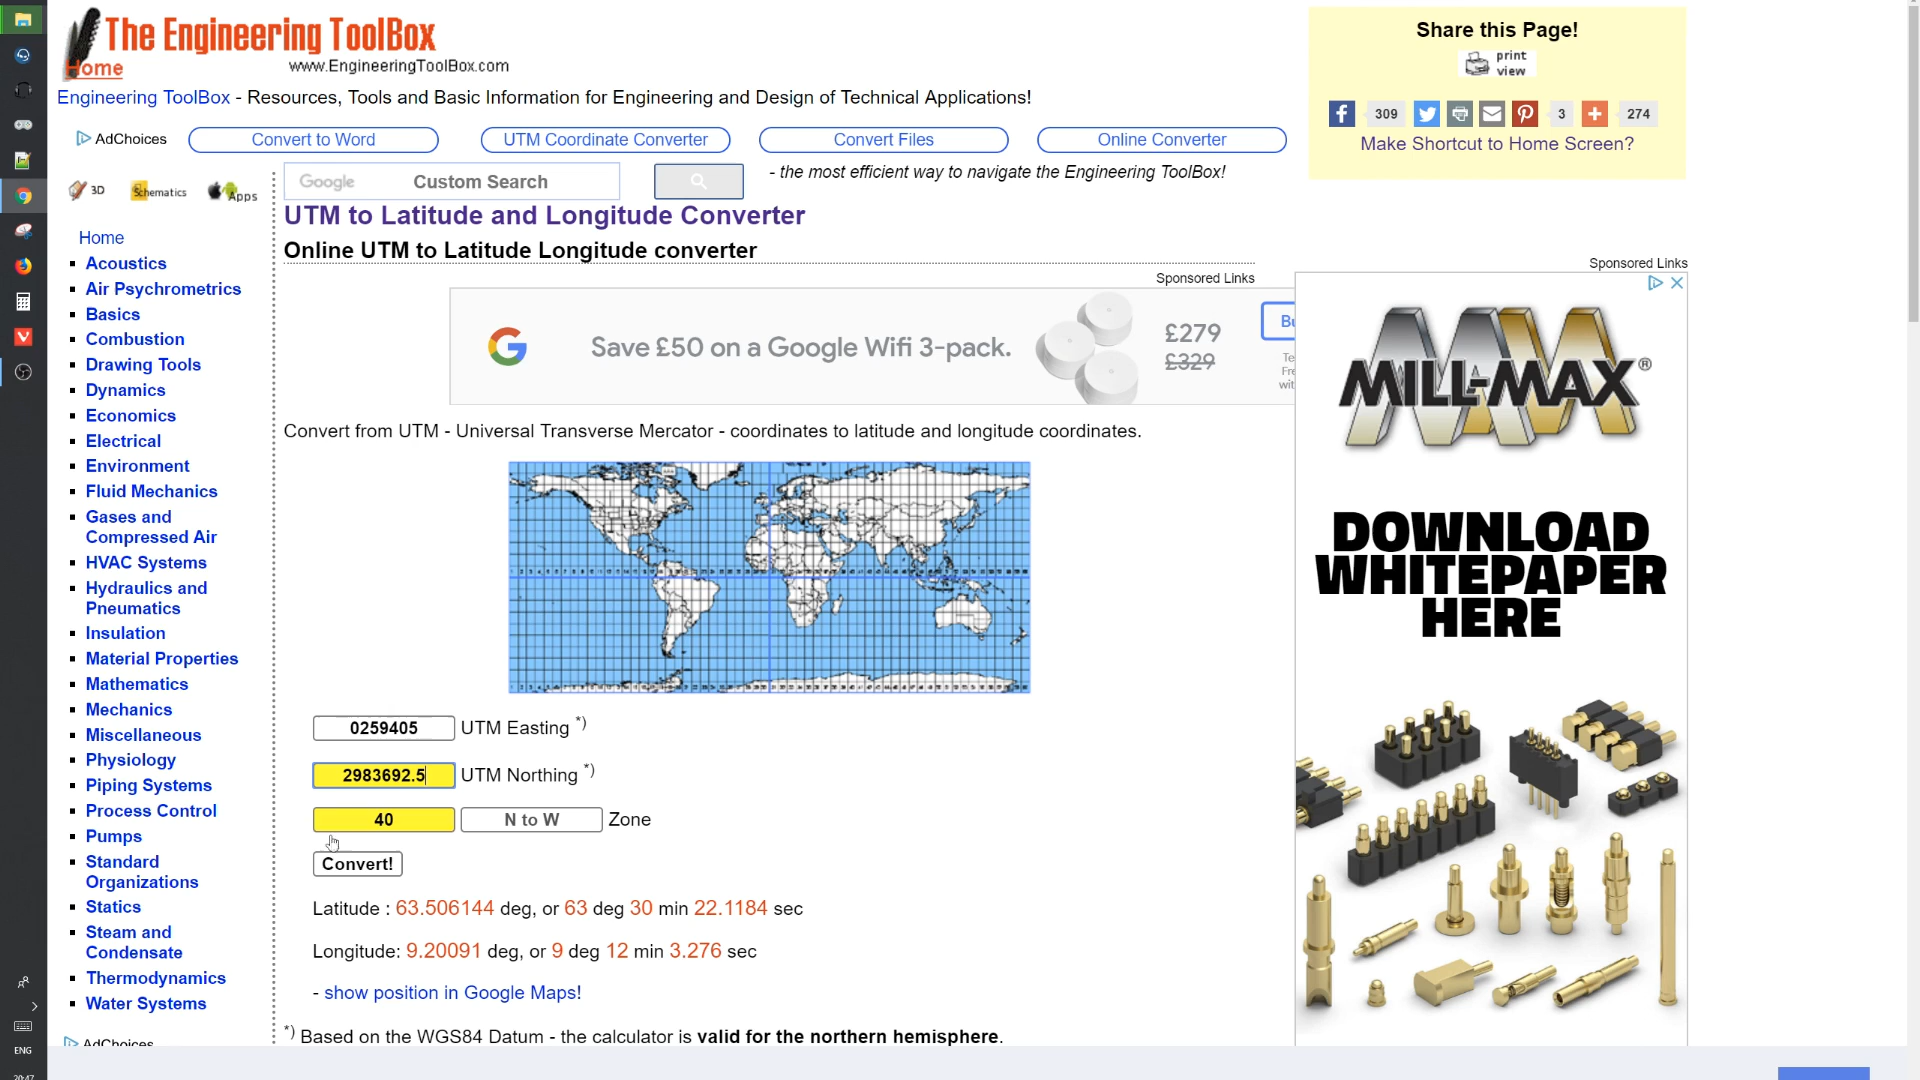 The Engineering ToolBox
Home
www.EngineeringToolBox.com
Engineering ToolBox - Resources, Tools and Basic Information for Engineering and Design of Technical Applications!
AdChoices
Convert to Word
UTM Coordinate Converter
Convert Files
Online Converter
Share this Page!
print
view
309
3
274
Make Shortcut to Home Screen?
3D
Schematics
Apps
Google Custom Search
- the most efficient way to navigate the Engineering ToolBox!
UTM to Latitude and Longitude Converter
Online UTM to Latitude Longitude converter
Sponsored Links
Save £50 on a Google Wifi 3-pack.
£279
£329
Convert from UTM - Universal Transverse Mercator - coordinates to latitude and longitude coordinates.
Home
Acoustics
Air Psychrometrics
Basics
Combustion
Drawing Tools
Dynamics
Economics
Electrical
Environment
Fluid Mechanics
Gases and
Compressed Air
HVAC Systems
Hydraulics and
Pneumatics
Insulation
Material Properties
Mathematics
Mechanics
Miscellaneous
Physiology
Piping Systems
Process Control
Pumps
Standard
Organizations
Statics
Steam and
Condensate
Thermodynamics
Water Systems
AdChoices
0259405 UTM Easting *)
2983692.5 UTM Northing *)
40 N to W Zone
Convert!
Latitude : 63.506144 deg, or 63 deg 30 min 22.1184 sec
Longitude: 9.20091 deg, or 9 deg 12 min 3.276 sec
- show position in Google Maps!
*) Based on the WGS84 Datum - the calculator is valid for the northern hemisphere.
Sponsored Links
MILL-MAX®
DOWNLOAD
WHITEPAPER
HERE
ENG
20:47